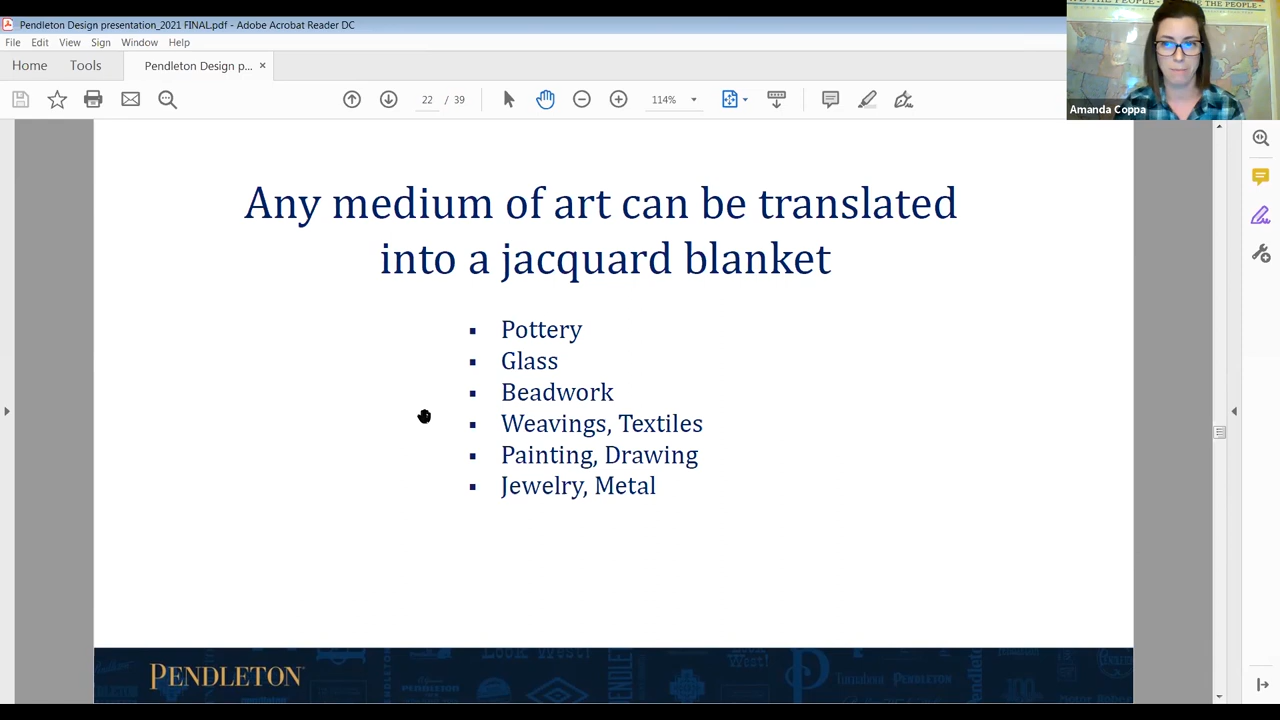 Pendleton Design presentation_2021 FINAL.pdf - Adobe Acrobat Reader DC
File Edit View Sign Window Help
Home Tools Pendleton Design p... ×
22 / 39 114%
THE PEOPLE
Amanda Coppa
Any medium of art can be translated
into a jacquard blanket
▪ Pottery
▪ Glass
▪ Beadwork
▪ Weavings, Textiles
▪ Painting, Drawing
▪ Jewelry, Metal
PENDLETON